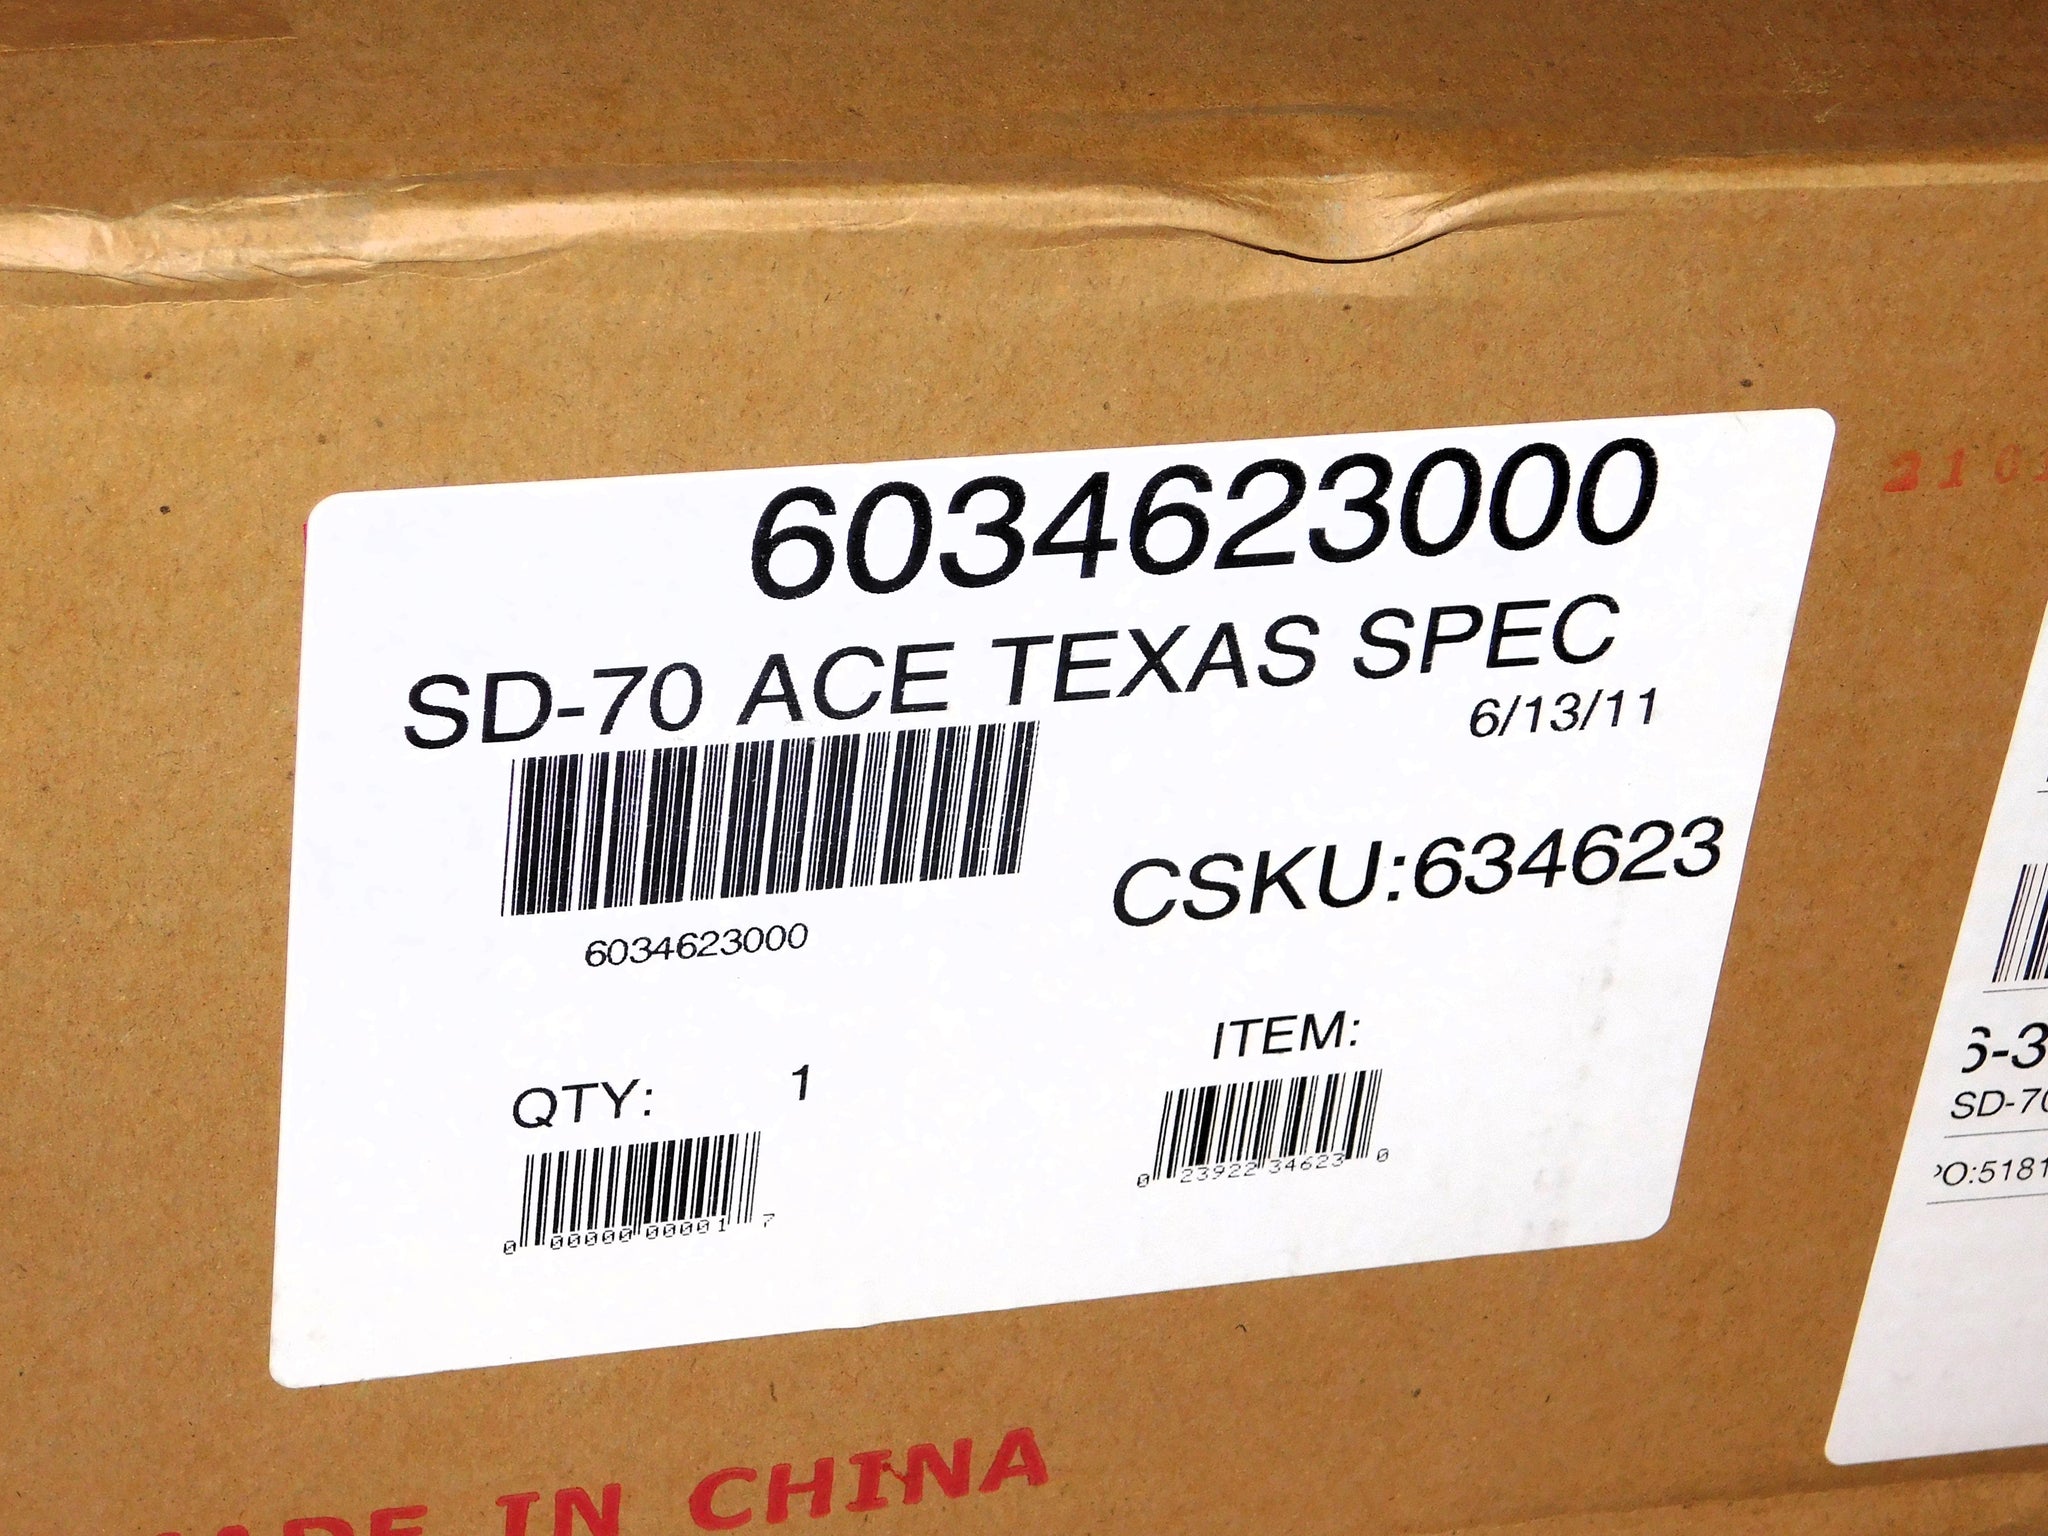 6034623000
SD-70 ACE TEXAS SPEC
6/13/11
CSKU:634623
6034623000
ITEM:
QTY: 1
0 23922 34623 0
0 00000 00001 7
SD-70
MADE IN CHINA